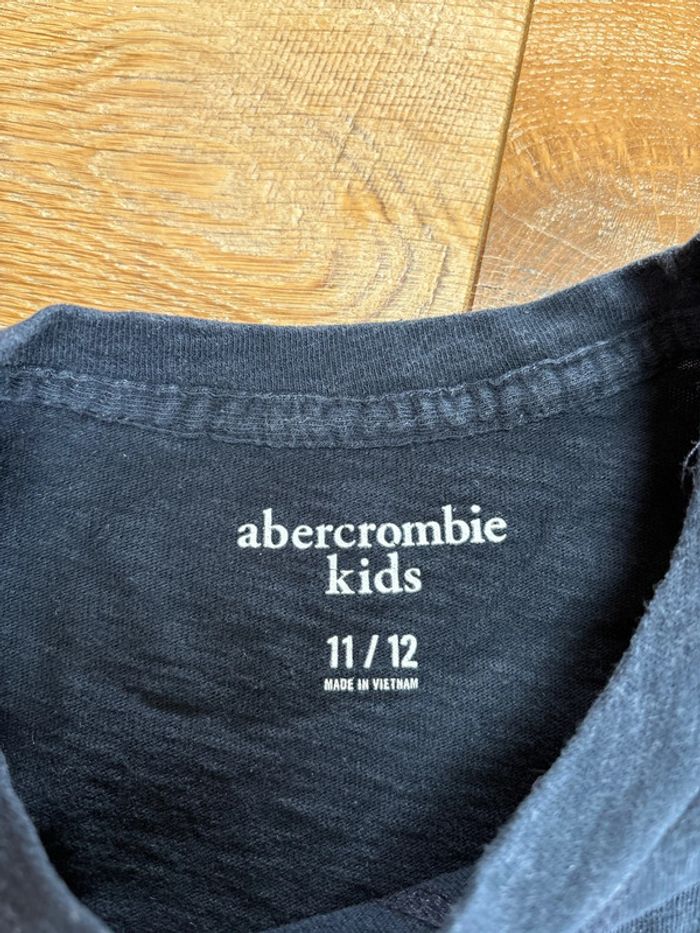 abercrombie
kids
11 / 12
MADE IN VIETNAM